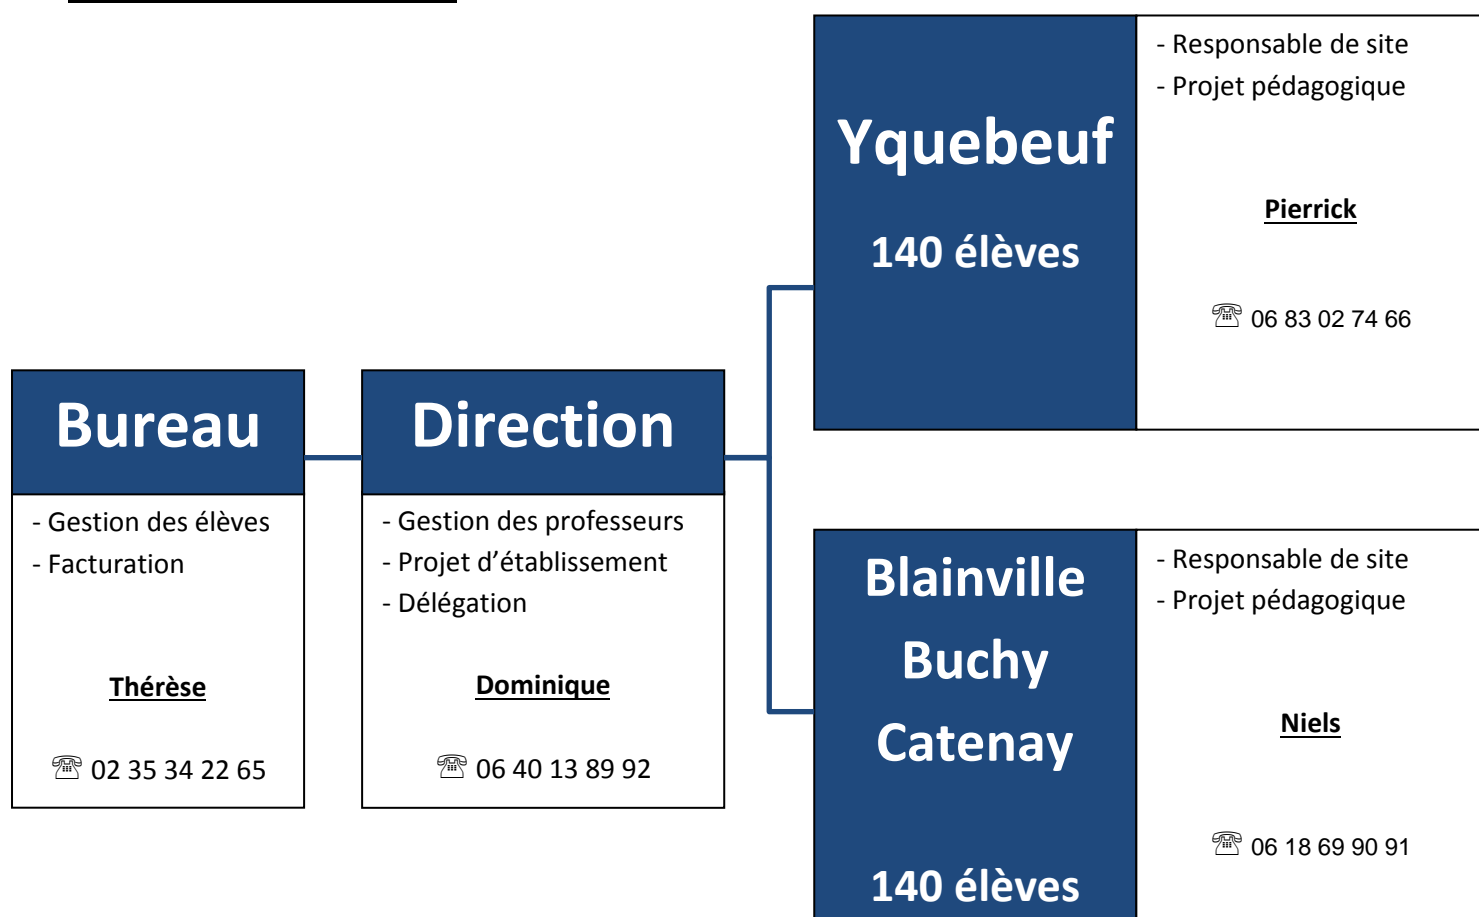 Yquebeuf
140 élèves
- Responsable de site
- Projet pédagogique
Pierrick
☏ 06 83 02 74 66
Bureau
- Gestion des élèves
- Facturation
Thérèse
☏ 02 35 34 22 65
Direction
- Gestion des professeurs
- Projet d’établissement
- Délégation
Dominique
☏ 06 40 13 89 92
Blainville
Buchy
Catenay
140 élèves
- Responsable de site
- Projet pédagogique
Niels
☏ 06 18 69 90 91